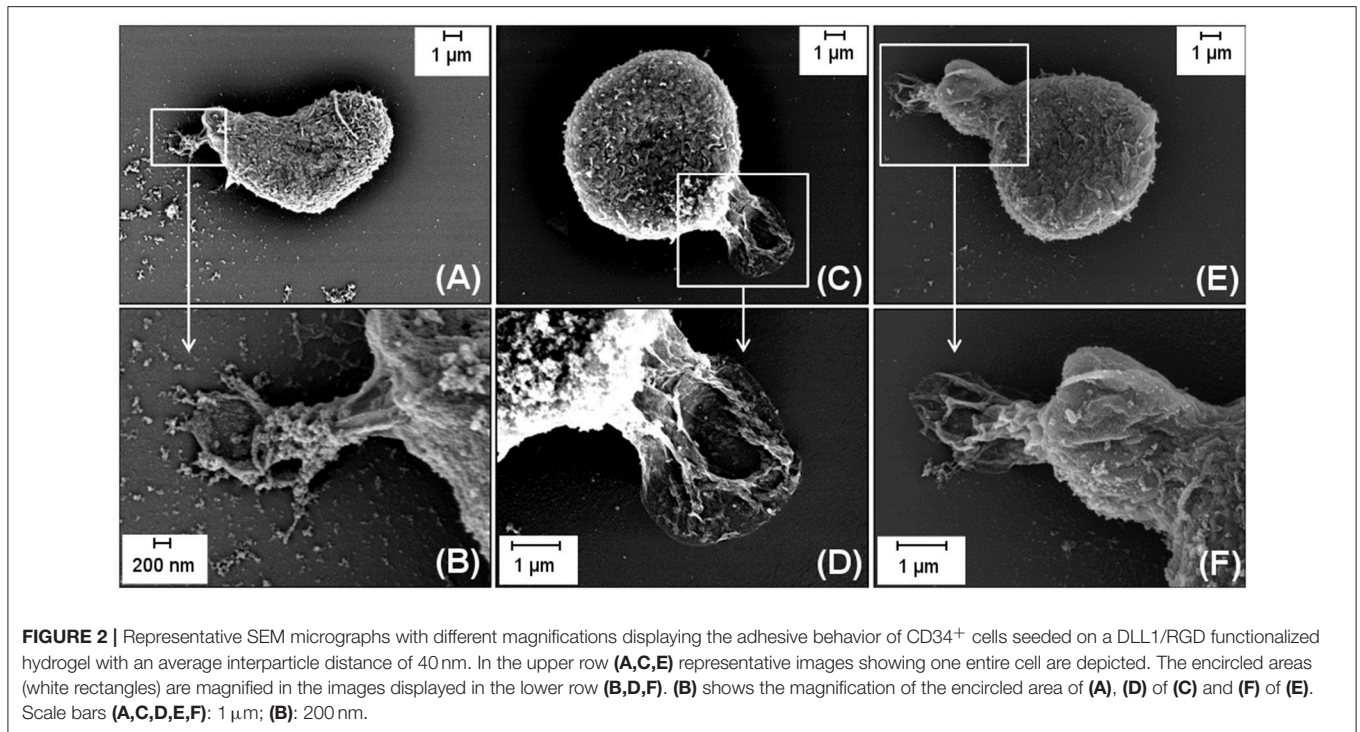 1 µm
1 µm
1 µm
(A)
(C)
(E)
200 nm
(B)
1 µm
(D)
1 µm
(F)
FIGURE 2 | Representative SEM micrographs with different magnifications displaying the adhesive behavior of CD34+ cells seeded on a DLL1/RGD functionalized
hydrogel with an average interparticle distance of 40 nm. In the upper row (A,C,E) representative images showing one entire cell are depicted. The encircled areas
(white rectangles) are magnified in the images displayed in the lower row (B,D,F). (B) shows the magnification of the encircled area of (A), (D) of (C) and (F) of (E).
Scale bars (A,C,D,E,F): 1 µm; (B): 200 nm.